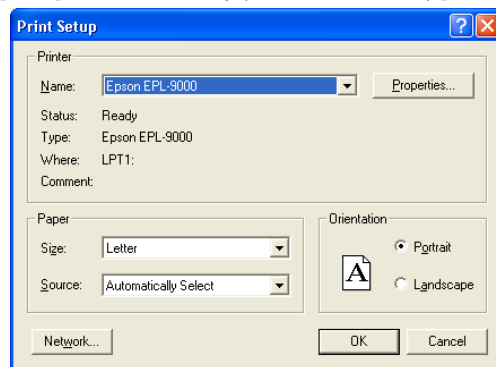 Print Setup
Printer
Name: Epson EPL-9000 Properties...
Status: Ready
Type: Epson EPL-9000
Where: LPT1:
Comment:
Paper
Size: Letter
Source: Automatically Select
Orientation
A
Portrait
Landscape
Network... OK Cancel